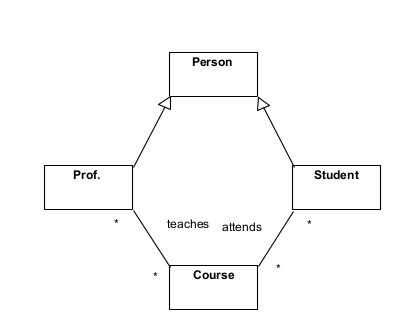 Person
Prof.
Student
teaches
attends
*
*
*
*
Course